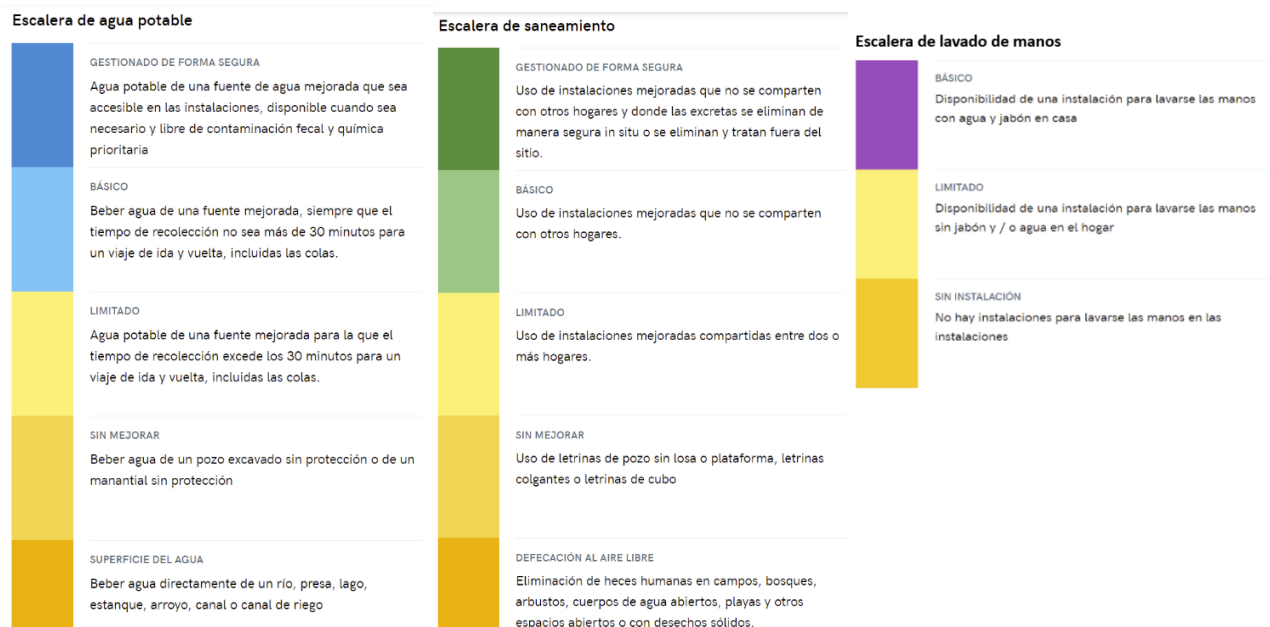 Escalera de agua potable
GESTIONADO DE FORMA SEGURA
Agua potable de una fuente de agua mejorada que sea
accesible en las instalaciones, disponible cuando sea
necesario y libre de contaminación fecal y química
prioritaria
BÁSICO
Beber agua de una fuente mejorada, siempre que el
tiempo de recolección no sea más de 30 minutos para
un viaje de ida y vuelta, incluidas las colas.
LIMITADO
Agua potable de una fuente mejorada para la que el
tiempo de recolección excede los 30 minutos para un
viaje de ida y vuelta, incluidas las colas.
SIN MEJORAR
Beber agua de un pozo excavado sin protección o de un
manantial sin protección
SUPERFICIE DEL AGUA
Beber agua directamente de un río, presa, lago,
estanque, arroyo, canal o canal de riego
Escalera de saneamiento
GESTIONADO DE FORMA SEGURA
Uso de instalaciones mejoradas que no se comparten
con otros hogares y donde las excretas se eliminan de
manera segura in situ o se eliminan y tratan fuera del
sitio.
BÁSICO
Uso de instalaciones mejoradas que no se comparten
con otros hogares.
LIMITADO
Uso de instalaciones mejoradas compartidas entre dos o
más hogares.
SIN MEJORAR
Uso de letrinas de pozo sin losa o plataforma, letrinas
colgantes o letrinas de cubo
DEFECACIÓN AL AIRE LIBRE
Eliminación de heces humanas en campos, bosques,
arbustos, cuerpos de agua abiertos, playas y otros
espacios abiertos o con desechos sólidos.
Escalera de lavado de manos
BÁSICO
Disponibilidad de una instalación para lavarse las manos
con agua y jabón en casa
LIMITADO
Disponibilidad de una instalación para lavarse las manos
sin jabón y / o agua en el hogar
SIN INSTALACIÓN
No hay instalaciones para lavarse las manos en las
instalaciones